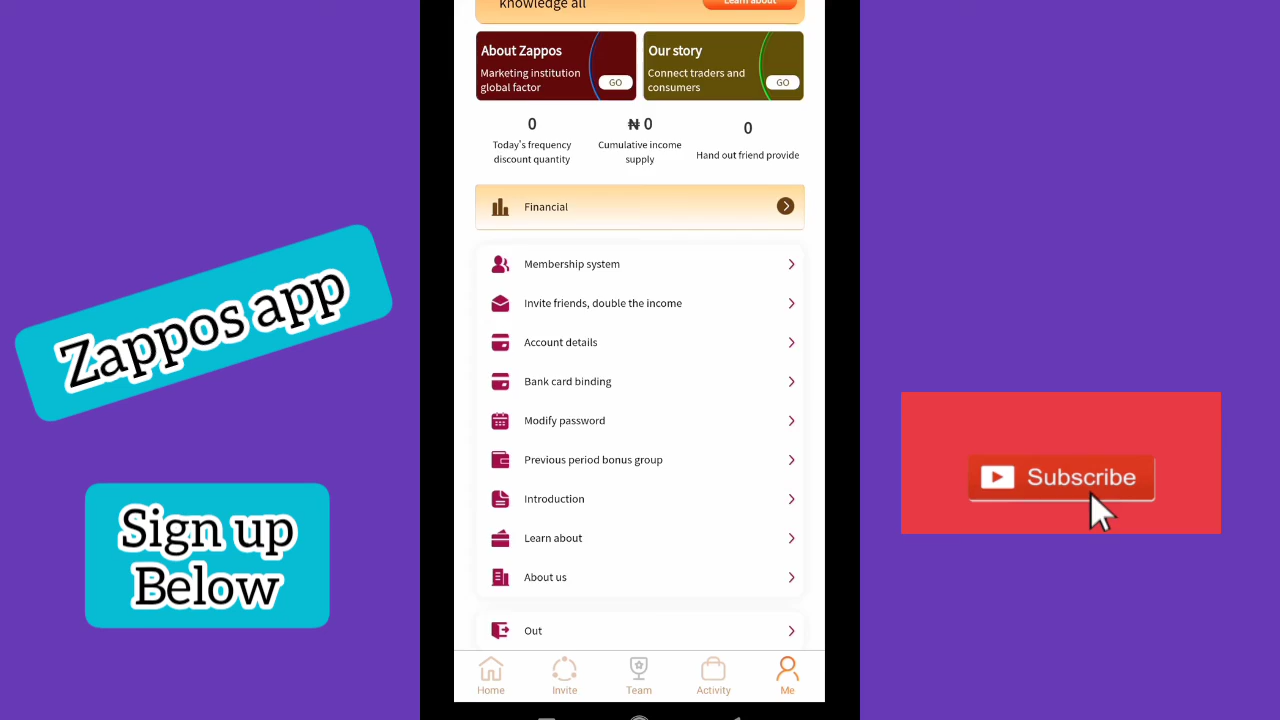 knowledge all
Learn about
About Zappos
Marketing institution
global factor
GO
Our story
Connect traders and
consumers
GO
0
Today's frequency
discount quantity
₦ 0
Cumulative income
supply
0
Hand out friend provide
Financial
Membership system
Invite friends, double the income
Account details
Bank card binding
Modify password
Previous period bonus group
Introduction
Learn about
About us
Out
Home
Invite
Team
Activity
Me
Zappos app
Sign up
Below
Subscribe